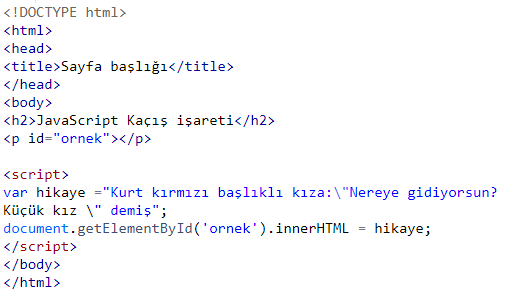 <!DOCTYPE html>
<html>
<head>
<title>Sayfa başlığı</title>
</head>
<body>
<h2>JavaScript Kaçış işareti</h2>
<p id="ornek"></p>

<script>
var hikaye ="Kurt kırmızı başlıklı kıza:\"Nereye gidiyorsun?
Küçük kız \" demiş";
document.getElementById('ornek').innerHTML = hikaye;
</script>
</body>
</html>